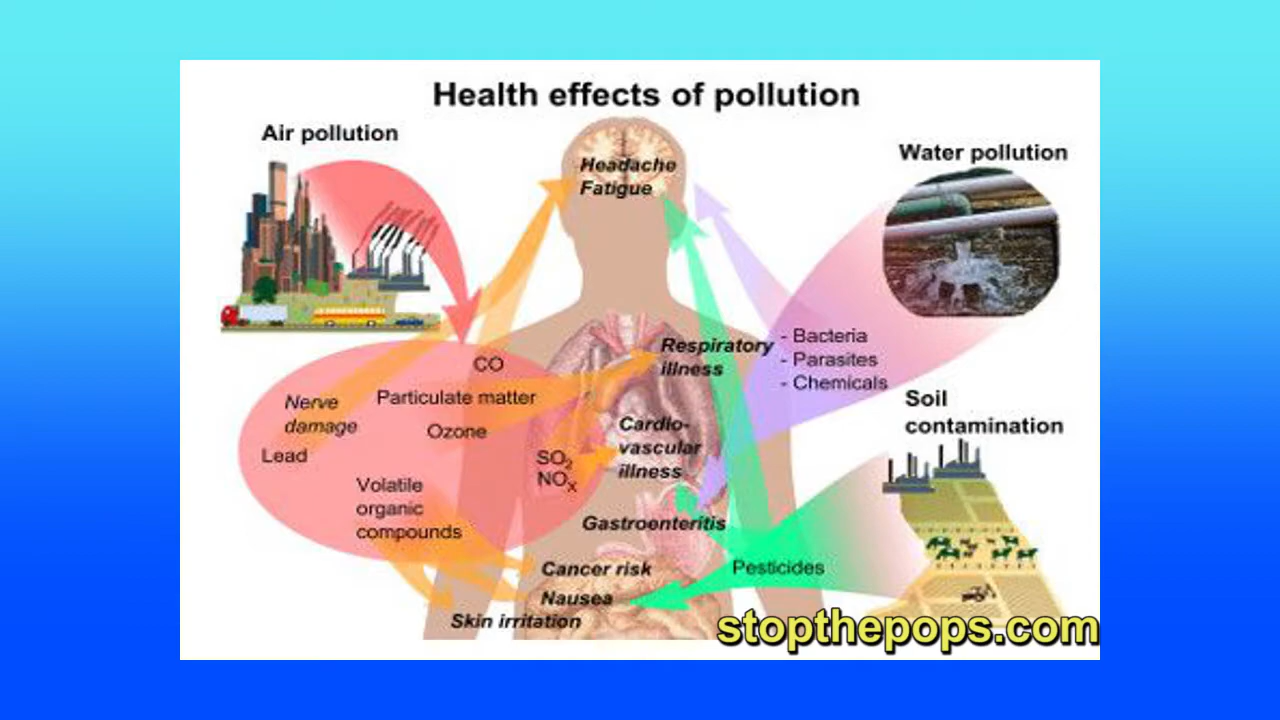 Health effects of pollution
Air pollution
Water pollution
Headache
Fatigue
CO
Particulate matter
Ozone
Nerve
damage
Lead
Volatile
organic
compounds
SO₂
NOₓ
Respiratory
illness
Cardio-
vascular
illness
Gastroenteritis
Cancer risk
Nausea
Skin irritation
- Bacteria
- Parasites
- Chemicals
Soil
contamination
Pesticides
stopthepops.com